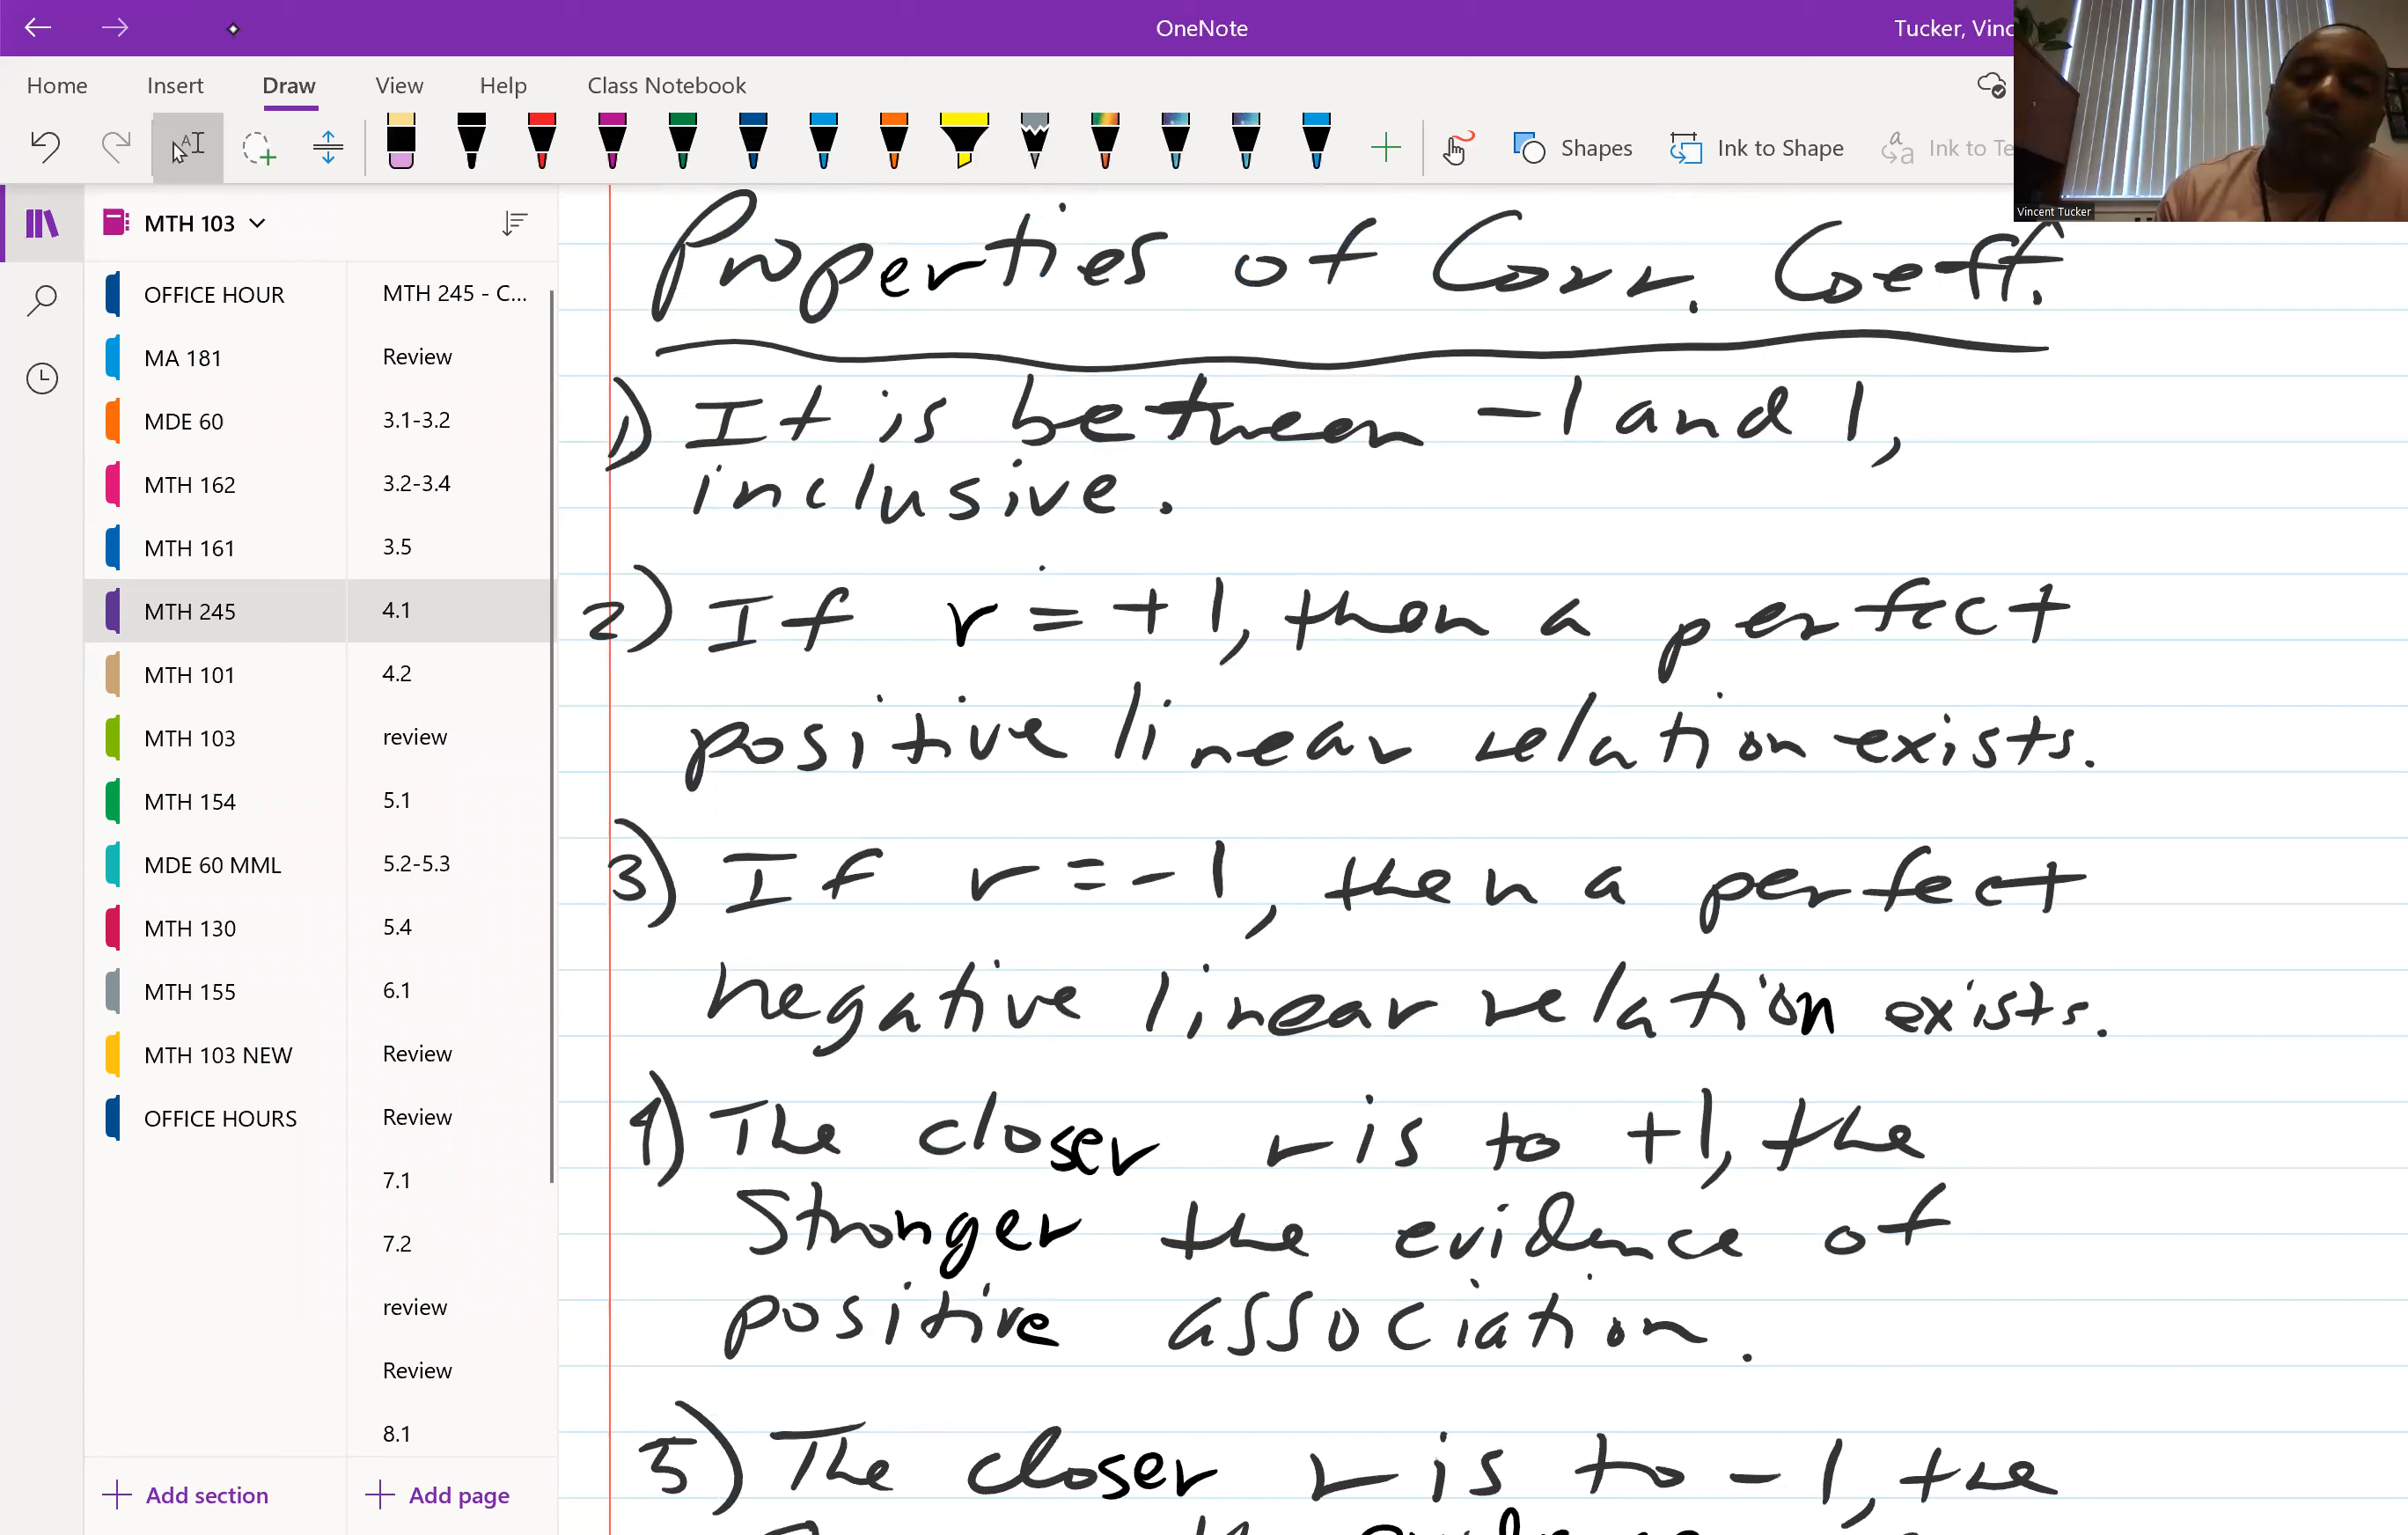 OneNote
Tucker, Vinc
Home Insert Draw View Help Class Notebook
Shapes Ink to Shape Ink to Te
Vincent Tucker
MTH 103
OFFICE HOUR
MA 181
MDE 60
MTH 162
MTH 161
MTH 245
MTH 101
MTH 103
MTH 154
MDE 60 MML
MTH 130
MTH 155
MTH 103 NEW
OFFICE HOURS
Add section
MTH 245 - C...
Review
3.1-3.2
3.2-3.4
3.5
4.1
4.2
review
5.1
5.2-5.3
5.4
6.1
Review
Review
7.1
7.2
review
Review
8.1
Add page
Properties of Corr. Coeff.
1) It is between -1 and 1,
inclusive.
2) If r = +1, then a perfect
positive linear relation exists.
3) If r = -1, then a perfect
negative linear relation exists.
4) The closer r is to +1, the
Stronger the evidence of
positive association.
5) The closer r is to -1, the